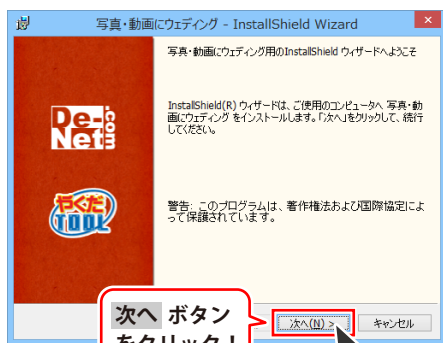 写真・動画にウェディング - InstallShield Wizard
写真・動画にウェディング用のInstallShield ウィザードへようこそ
InstallShield(R) ウィザードは、ご使用のコンピュータへ 写真・動
画にウェディング をインストールします。「次へ」をクリックして、続行
してください。
De-Net.com
やくだ!
TOOL
警告: このプログラムは、著作権法および国際協定によ
って保護されています。
次へ ボタン
をクリック!
次へ(N) >
キャンセル